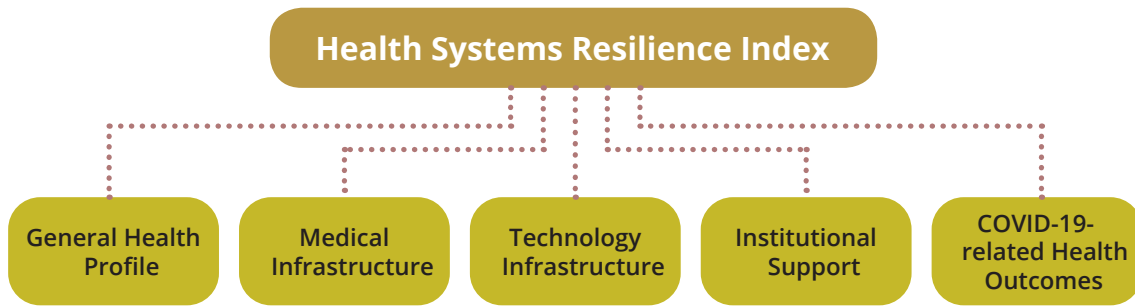 Health Systems Resilience Index
General Health
Profile
Medical
Infrastructure
Technology
Infrastructure
Institutional
Support
COVID-19-
related Health
Outcomes